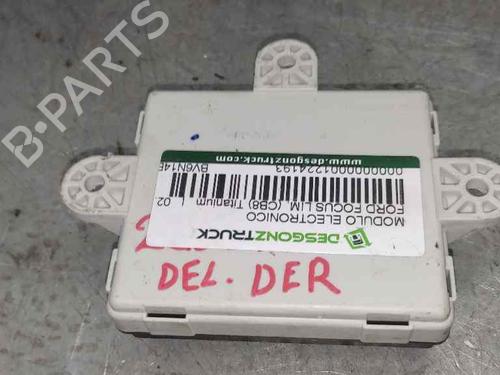 B-PARTS
DESGONZTRUCK
MODULO ELECTRONICO
FORD FOCUS LIM. (CB8) Titanium L 02
0000000001224193 BV6N14B
www.desgonztruck.com
DEL. DER